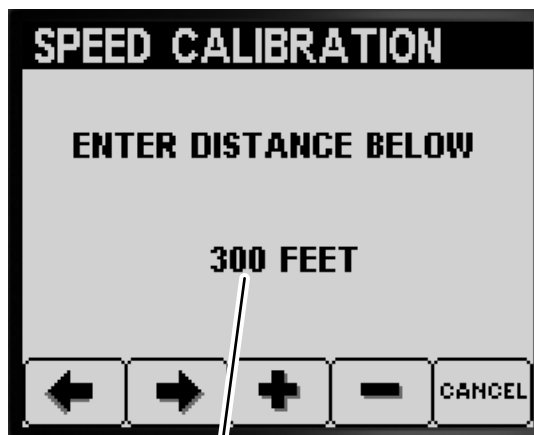 SPEED CALIBRATION
ENTER DISTANCE BELOW
300 FEET
CANCEL